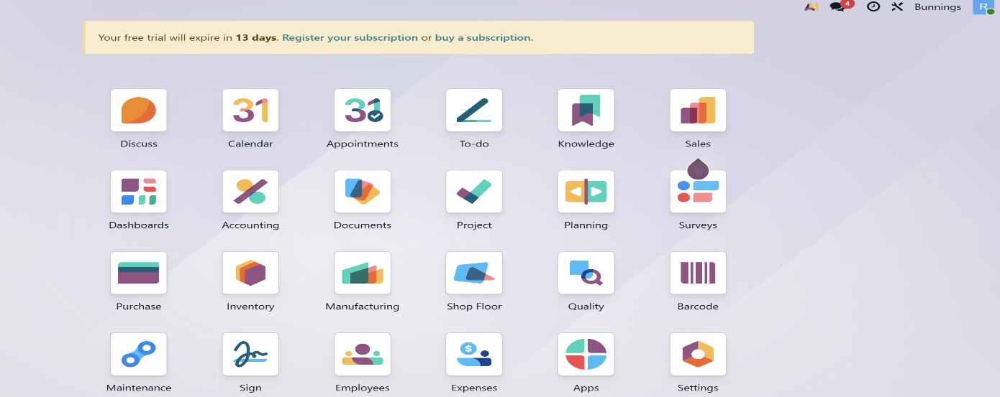 AI 4 Bunnings R
Your free trial will expire in 13 days. Register your subscription or buy a subscription.
31 31
Discuss Calendar Appointments To-do Knowledge Sales
Dashboards Accounting Documents Project Planning Surveys
Purchase Inventory Manufacturing Shop Floor Quality Barcode
$
Maintenance Sign Employees Expenses Apps Settings